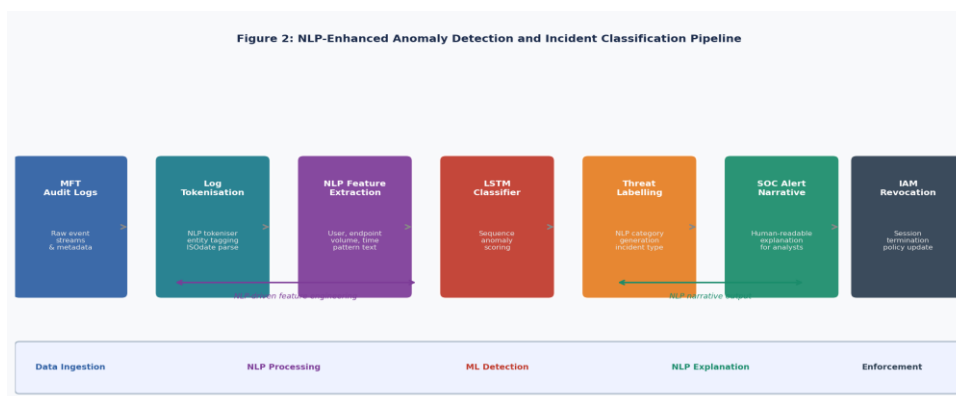 Figure 2: NLP-Enhanced Anomaly Detection and Incident Classification Pipeline
MFT
Audit Logs
Raw event
streams
& metadata
Log
Tokenisation
NLP tokeniser
entity tagging
ISOdate parse
NLP Feature
Extraction
User, endpoint
volume, time
pattern text
LSTM
Classifier
Sequence
anomaly
scoring
Threat
Labelling
NLP category
generation
incident type
SOC Alert
Narrative
Human-readable
explanation
for analysts
IAM
Revocation
Session
termination
policy update
NLP-driven feature engineering
NLP narrative output
Data Ingestion
NLP Processing
ML Detection
NLP Explanation
Enforcement